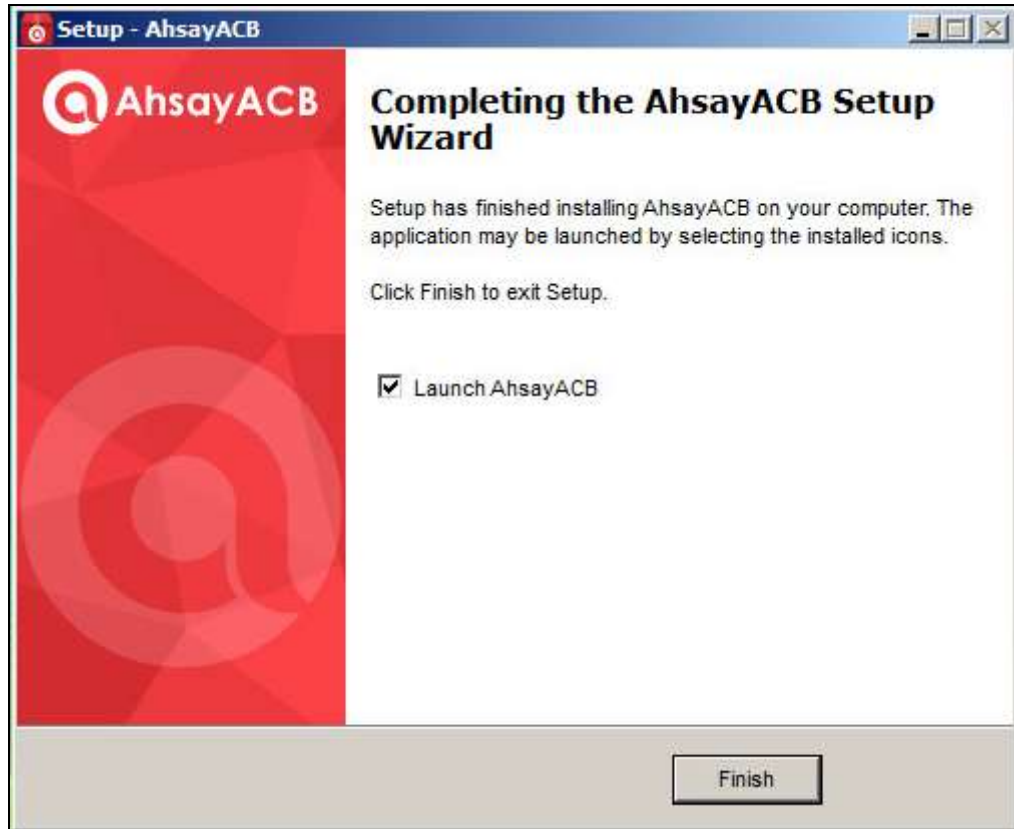 Setup - AhsayACB
AhsayACB
Completing the AhsayACB Setup
Wizard
Setup has finished installing AhsayACB on your computer. The
application may be launched by selecting the installed icons.
Click Finish to exit Setup.
Launch AhsayACB
Finish